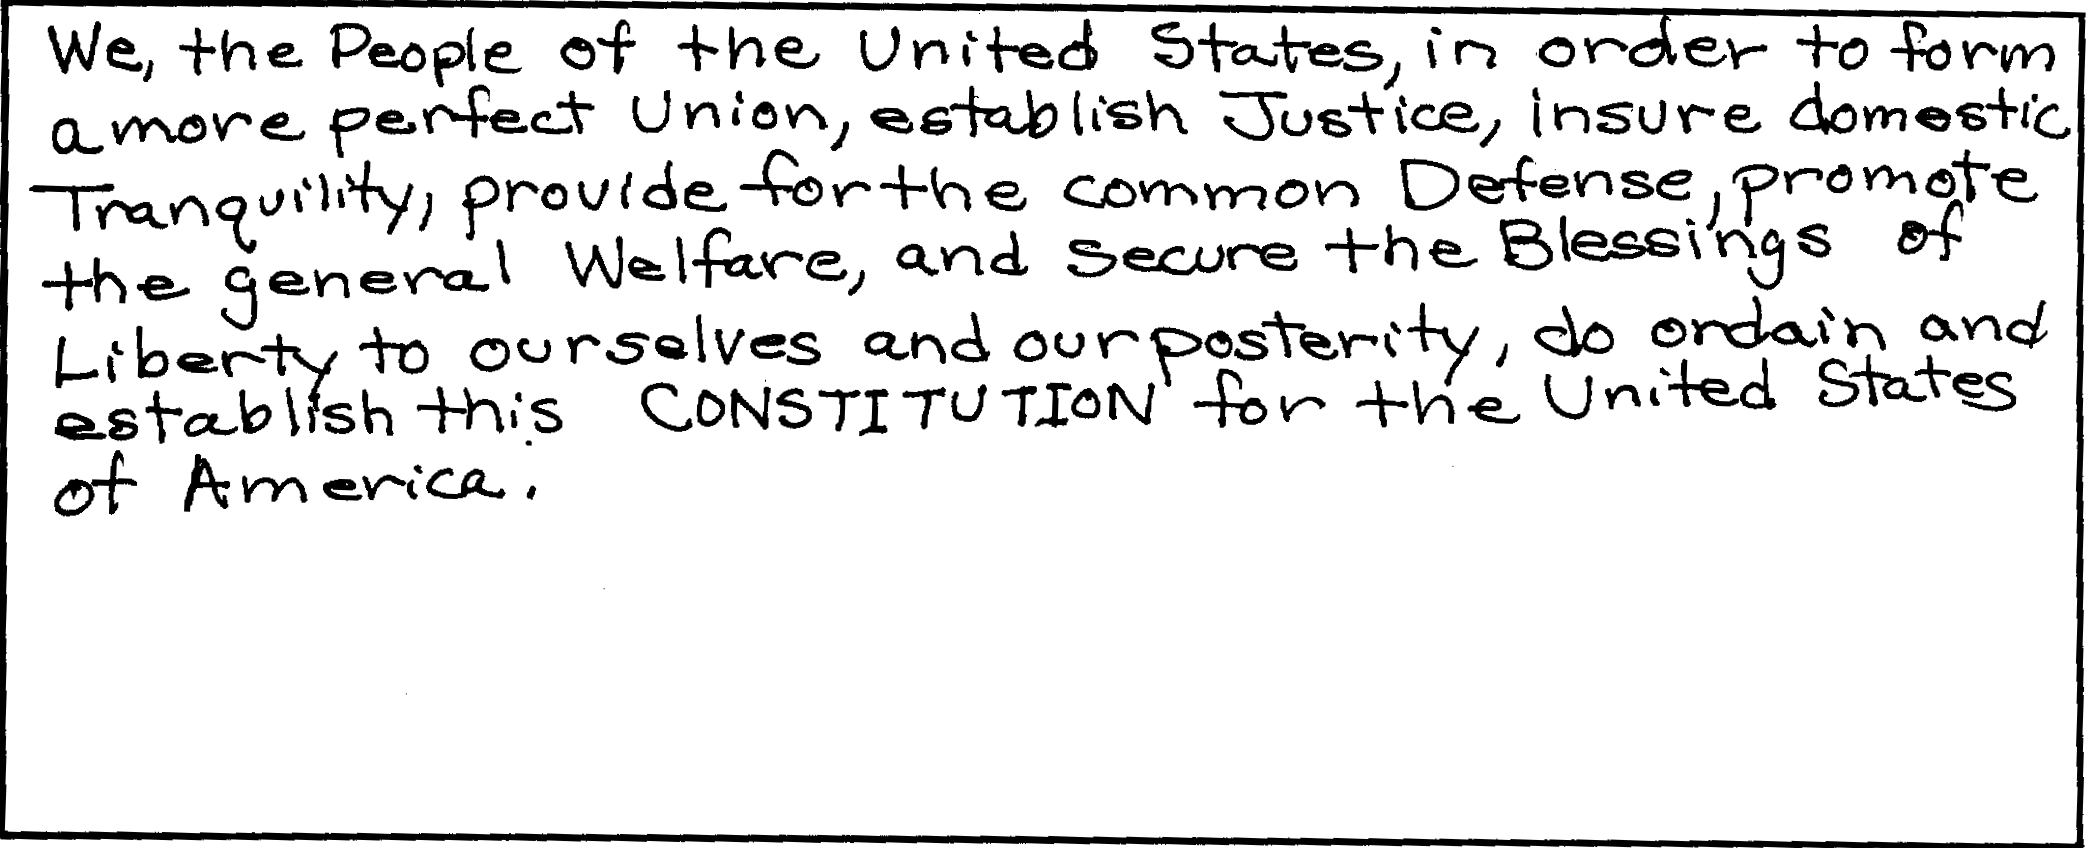 We, the People of the United States, in order to form
a more perfect Union, establish Justice, insure domestic
Tranquility, provide for the common Defense, promote
the general Welfare, and secure the Blessings of
Liberty to ourselves and our posterity, do ordain and
establish this CONSTITUTION for the United States
of America.